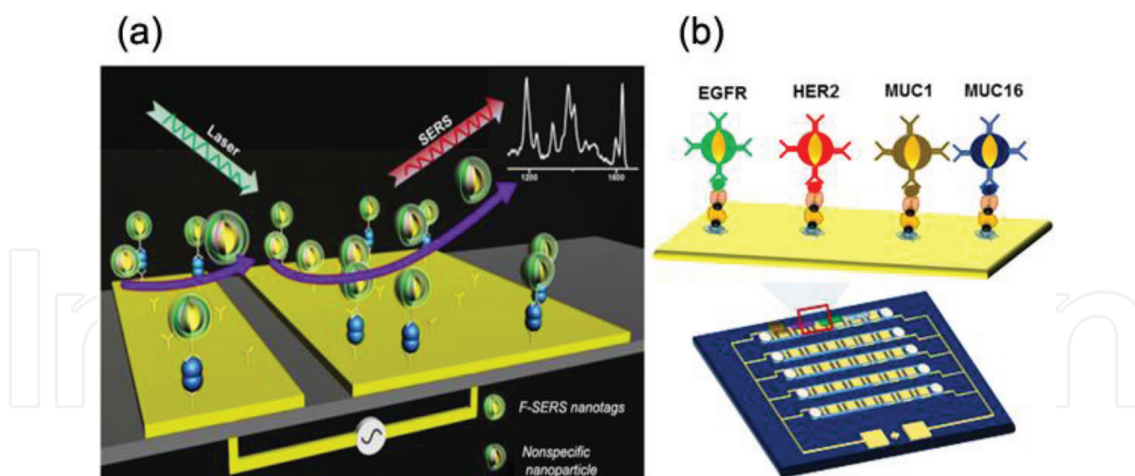 (a)
(b)
Laser
SERS
1200
1600
F-SERS nanotags
Nonspecific
nanoparticle
EGFR HER2 MUC1 MUC16